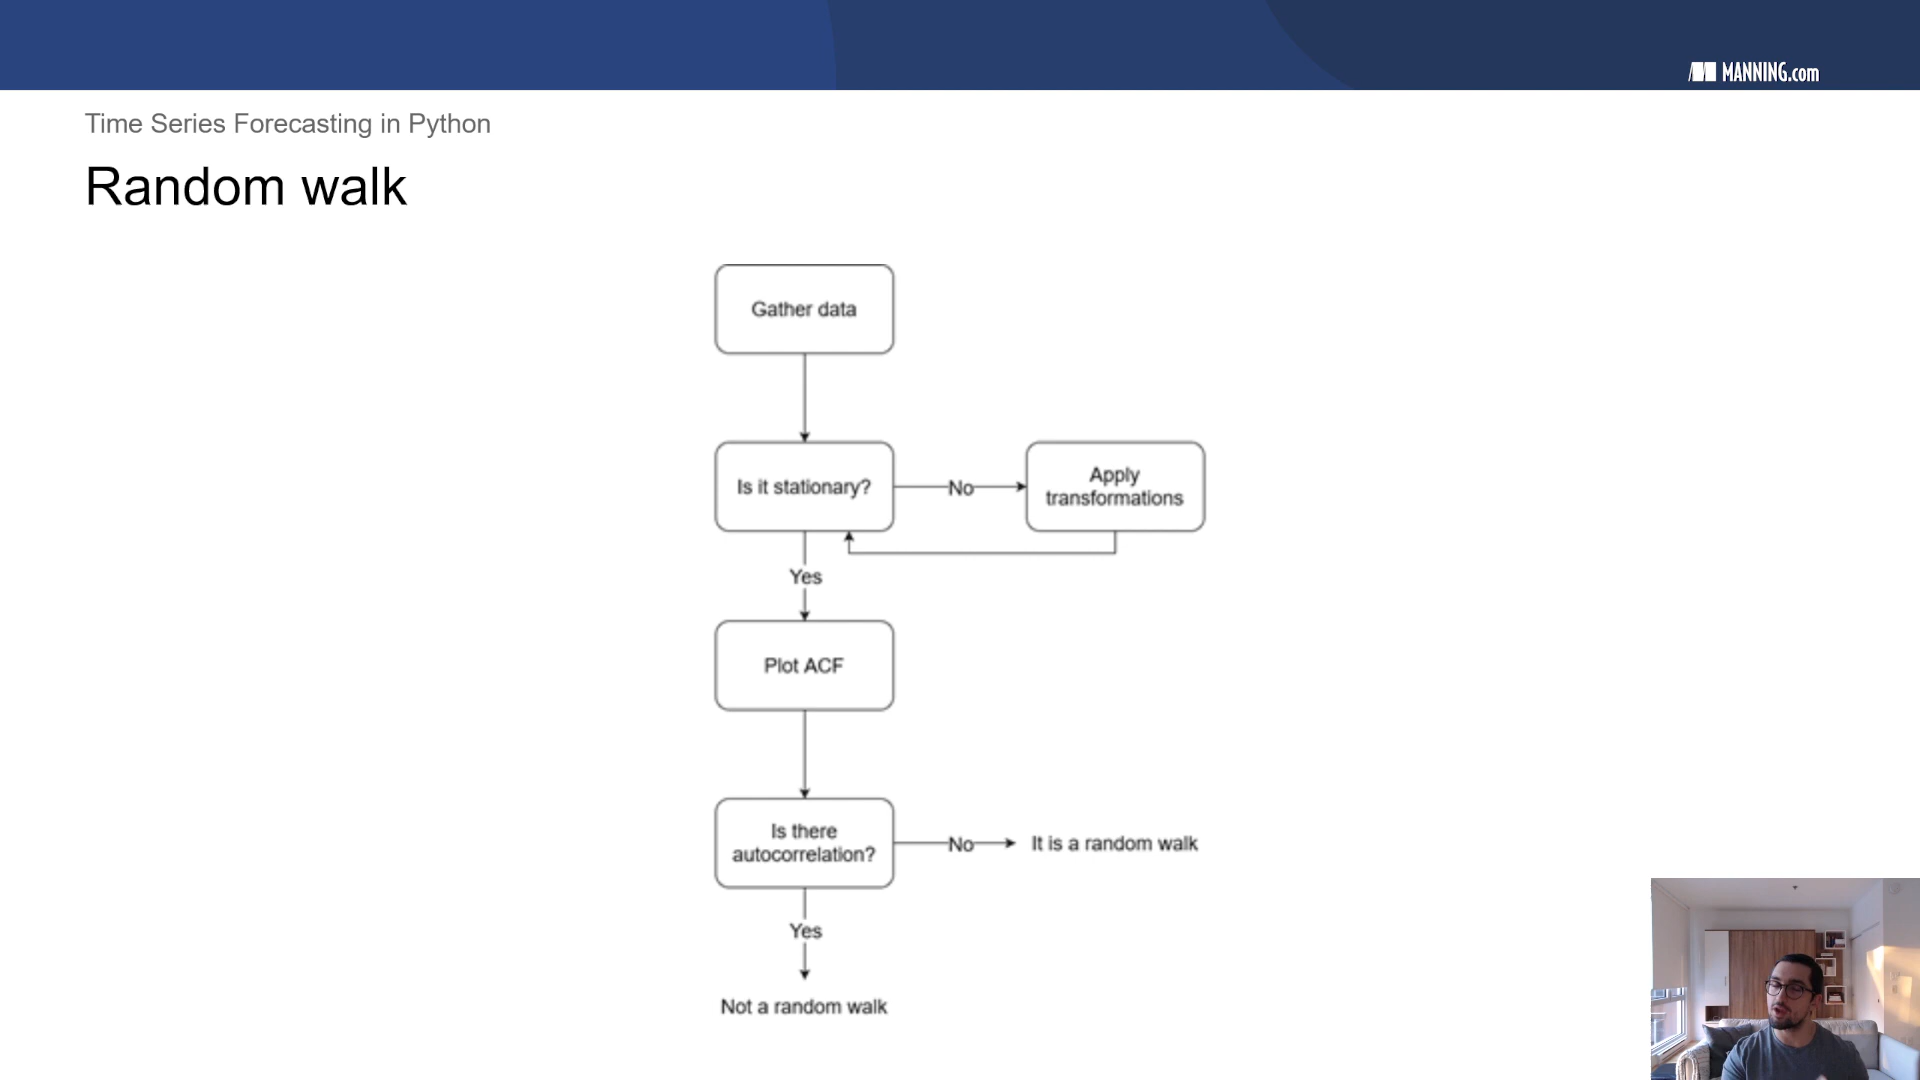 MANNING.com
Time Series Forecasting in Python
Random walk
Gather data
Is it stationary?
No
Apply
transformations
Yes
Plot ACF
Is there
autocorrelation?
No
It is a random walk
Yes
Not a random walk